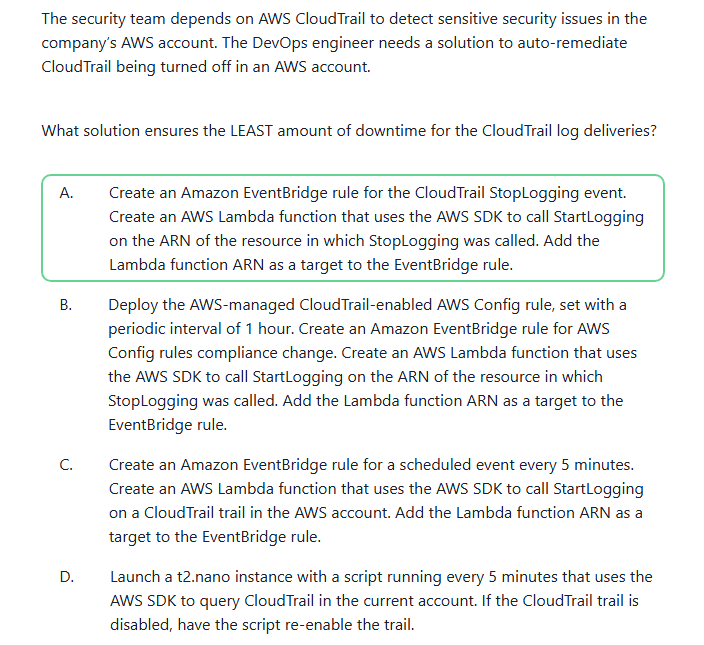 The security team depends on AWS CloudTrail to detect sensitive security issues in the
company's AWS account. The DevOps engineer needs a solution to auto-remediate
CloudTrail being turned off in an AWS account.
What solution ensures the LEAST amount of downtime for the CloudTrail log deliveries?
A. Create an Amazon EventBridge rule for the CloudTrail StopLogging event.
Create an AWS Lambda function that uses the AWS SDK to call StartLogging
on the ARN of the resource in which StopLogging was called. Add the
Lambda function ARN as a target to the EventBridge rule.
B. Deploy the AWS-managed CloudTrail-enabled AWS Config rule, set with a
periodic interval of 1 hour. Create an Amazon EventBridge rule for AWS
Config rules compliance change. Create an AWS Lambda function that uses
the AWS SDK to call StartLogging on the ARN of the resource in which
StopLogging was called. Add the Lambda function ARN as a target to the
EventBridge rule.
C. Create an Amazon EventBridge rule for a scheduled event every 5 minutes.
Create an AWS Lambda function that uses the AWS SDK to call StartLogging
on a CloudTrail trail in the AWS account. Add the Lambda function ARN as a
target to the EventBridge rule.
D. Launch a t2.nano instance with a script running every 5 minutes that uses the
AWS SDK to query CloudTrail in the current account. If the CloudTrail trail is
disabled, have the script re-enable the trail.